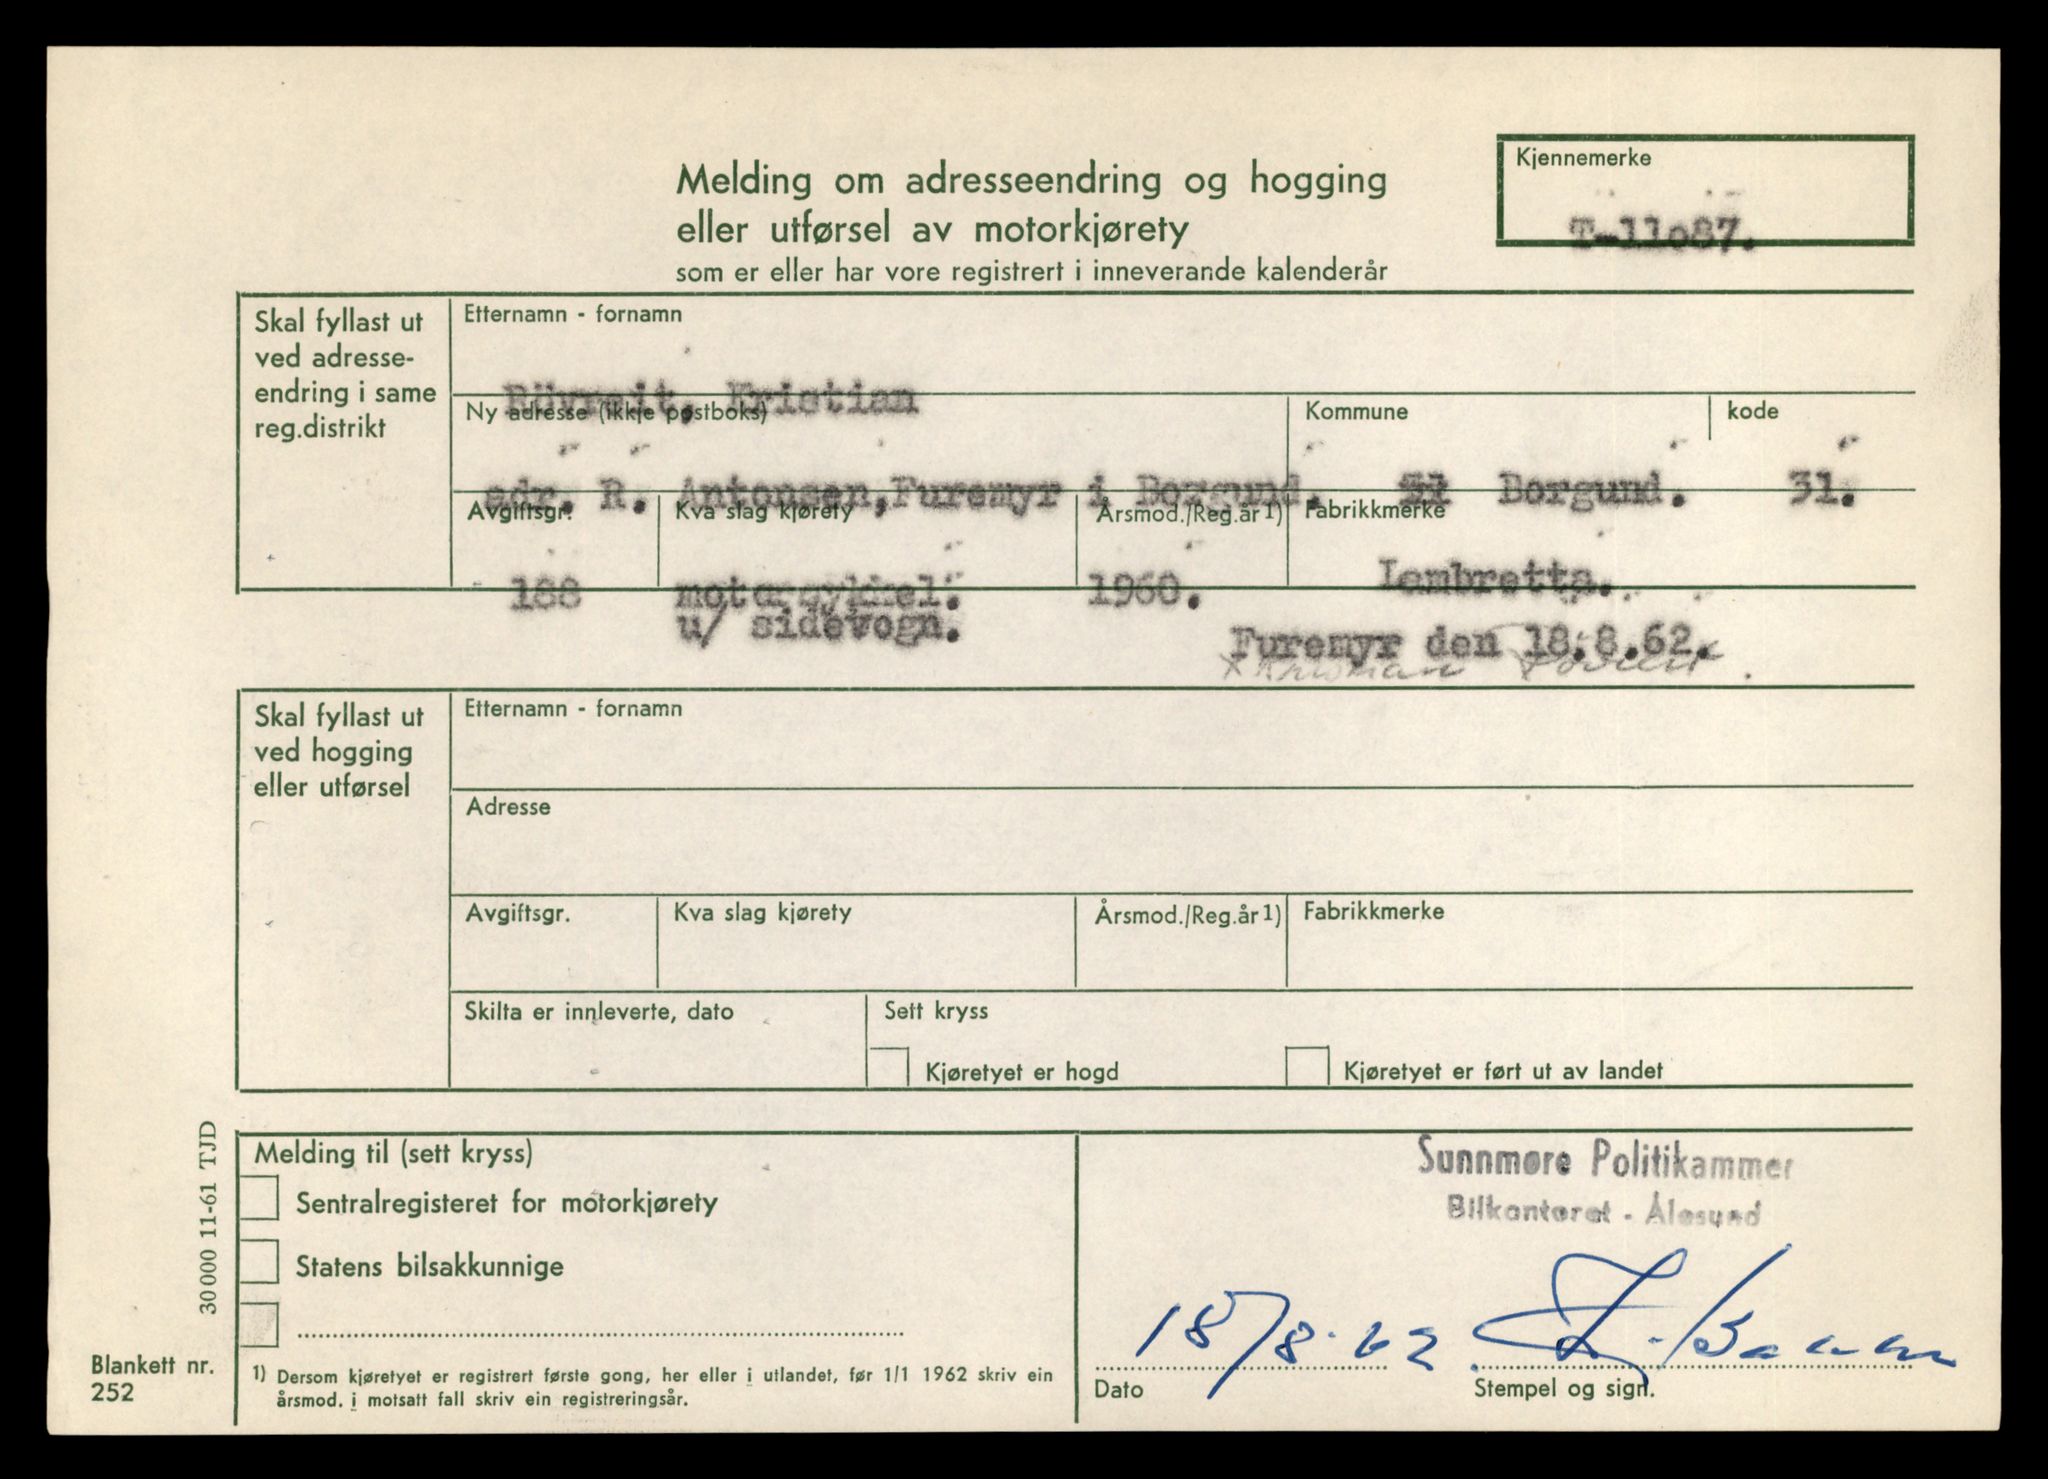 Melding om adresseendring og hogging
eller utførsel av motorkjørety
som er eller har vore registrert i inneverande kalenderår
Kjennemerke
T-11o87.
Skal fyllast ut
ved adresse-
endring i same
reg.distrikt
Etternamn - fornamn
Rövreit, Kristian
Ny adresse (ikkje postboks)
Kommune
kode
adr. R. Antonsen,Furemyr i Borgund.
Borgund.
31.
Avgiftsgr.
Kva slag kjørety
Årsmod./Reg.år 1)
Fabrikkmerke
188
motorsykkel.
u/ sidevogn.
1960.
Lambretta.
Furemyr den 18.8.62.
x Kristian
Skal fyllast ut
ved hogging
eller utførsel
Etternamn - fornamn
Adresse
Avgiftsgr.
Kva slag kjørety
Årsmod./Reg.år 1)
Fabrikkmerke
Skilta er innleverte, dato
Sett kryss
Kjøretyet er hogd
Kjøretyet er ført ut av landet
Melding til (sett kryss)
Sentralregisteret for motorkjørety
Statens bilsakkunnige
1) Dersom kjøretyet er registrert første gong, her eller i utlandet, før 1/1 1962 skriv ein
årsmod. i motsatt fall skriv ein registreringsår.
Sunnmøre Politikammer
Bilkontoret - Ålesund
18/8-62
Dato
Stempel og sign.
30000 11-61 TJD
Blankett nr.
252